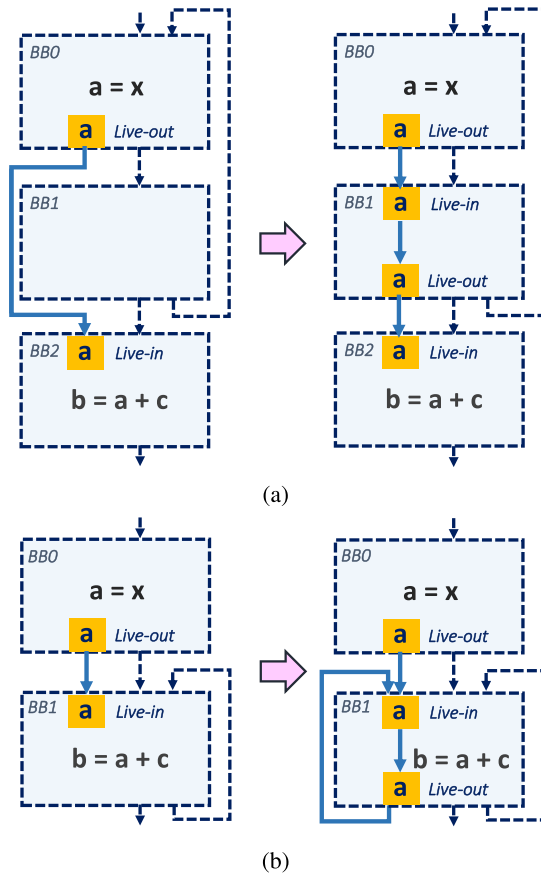 BB0
a = x
a Live-out
BB1
BB2
a Live-in
b = a + c
BB0
a = x
a Live-out
BB1 a Live-in
a Live-out
BB2
a Live-in
b = a + c
(a)
BB0
a = x
a Live-out
BB1
a Live-in
b = a + c
BB0
a = x
a Live-out
BB1
a Live-in
b = a + c
a Live-out
(b)